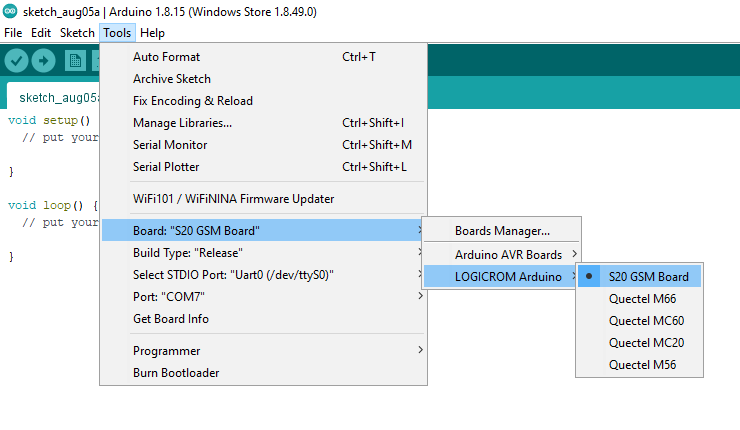 sketch_aug05a | Arduino 1.8.15 (Windows Store 1.8.49.0)
File Edit Sketch Tools Help
sketch_aug05a
void setup()
// put your
}
void loop() {
// put your
}
Auto Format Ctrl+T
Archive Sketch
Fix Encoding & Reload
Manage Libraries... Ctrl+Shift+I
Serial Monitor Ctrl+Shift+M
Serial Plotter Ctrl+Shift+L
WiFi101 / WiFiNINA Firmware Updater
Board: "S20 GSM Board"
Build Type: "Release"
Select STDIO Port: "Uart0 (/dev/ttyS0)"
Port: "COM7"
Get Board Info
Programmer
Burn Bootloader
Boards Manager...
Arduino AVR Boards
LOGICROM Arduino
S20 GSM Board
Quectel M66
Quectel MC60
Quectel MC20
Quectel M56